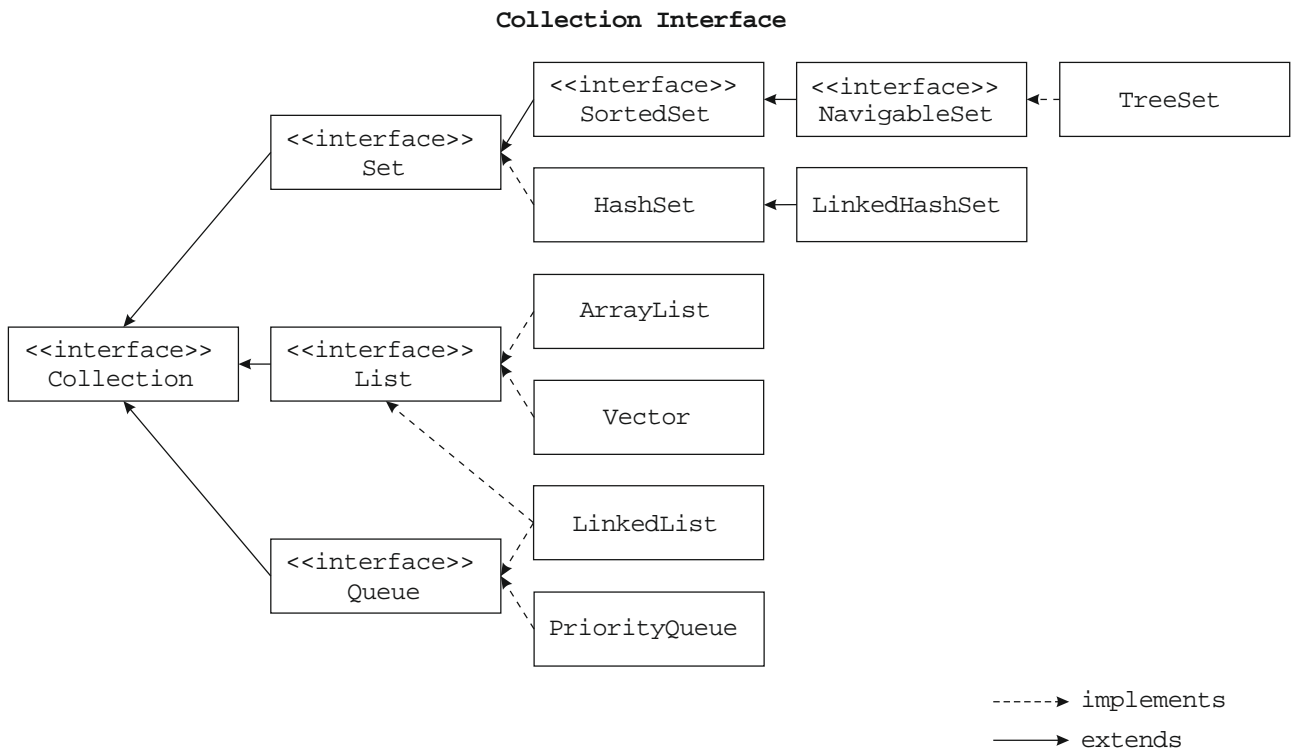 Collection Interface
<<interface>>
SortedSet
<<interface>>
NavigableSet
TreeSet
<<interface>>
Set
HashSet
LinkedHashSet
ArrayList
<<interface>>
Collection
<<interface>>
List
Vector
LinkedList
<<interface>>
Queue
PriorityQueue
implements
extends